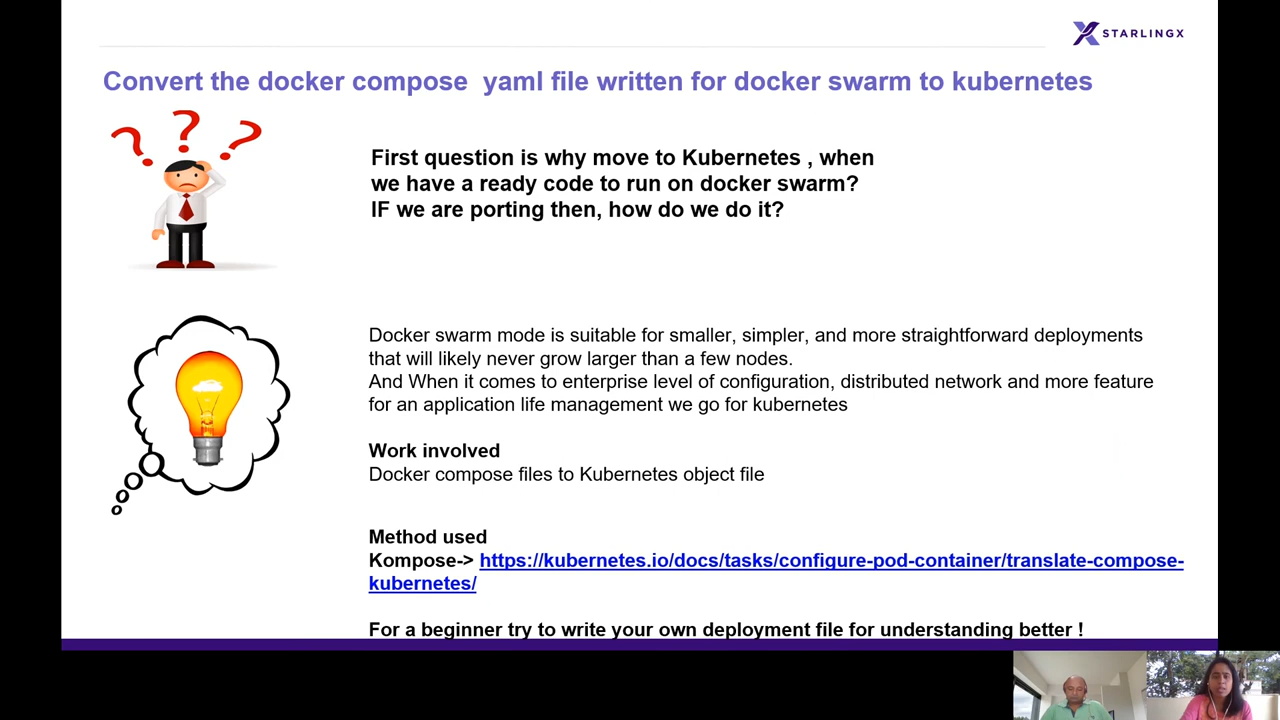 STARLINGX
Convert the docker compose  yaml file written for docker swarm to kubernetes
? ? ?
First question is why move to Kubernetes , when
we have a ready code to run on docker swarm?
IF we are porting then, how do we do it?
Docker swarm mode is suitable for smaller, simpler, and more straightforward deployments
that will likely never grow larger than a few nodes.
And When it comes to enterprise level of configuration, distributed network and more feature
for an application life management we go for kubernetes
Work involved
Docker compose files to Kubernetes object file
Method used
Kompose-> https://kubernetes.io/docs/tasks/configure-pod-container/translate-compose-
kubernetes/
For a beginner try to write your own deployment file for understanding better !